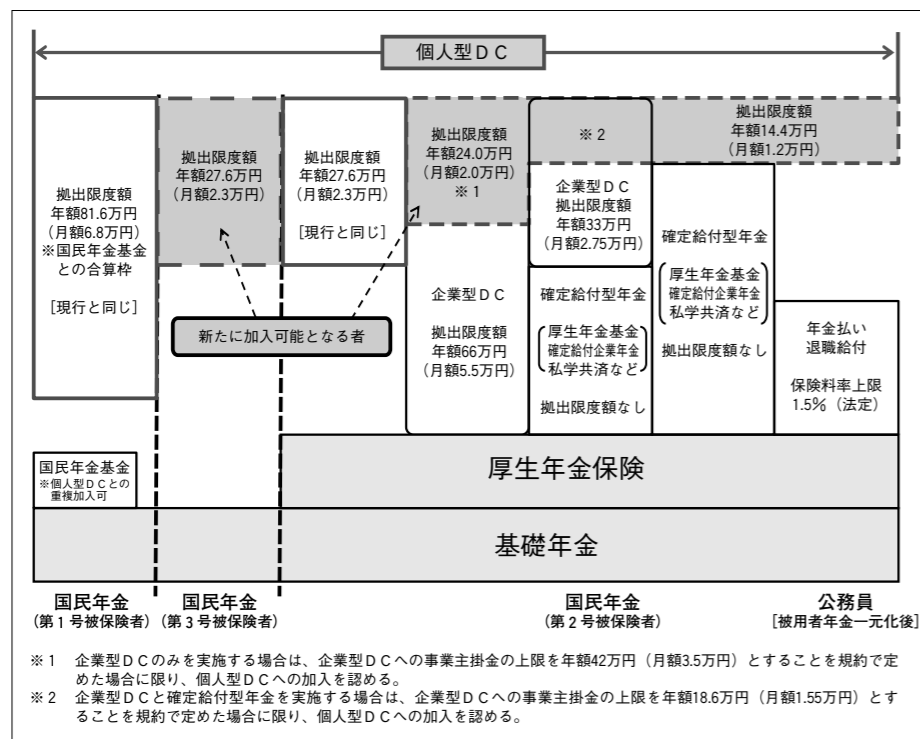 個人型ＤＣ
拠出限度額
年額81.6万円
(月額6.8万円)
※国民年金基金
との合算枠
[現行と同じ]
拠出限度額
年額27.6万円
(月額2.3万円)
拠出限度額
年額27.6万円
(月額2.3万円)
[現行と同じ]
拠出限度額
年額24.0万円
(月額2.0万円)
※１
※２
拠出限度額
年額14.4万円
(月額1.2万円)
新たに加入可能となる者
企業型ＤＣ
拠出限度額
年額66万円
(月額5.5万円)
企業型ＤＣ
拠出限度額
年額33万円
(月額2.75万円)
確定給付型年金
厚生年金基金
確定給付企業年金
私学共済など
拠出限度額なし
確定給付型年金
厚生年金基金
確定給付企業年金
私学共済など
拠出限度額なし
年金払い
退職給付
保険料率上限
1.5％（法定）
国民年金基金
※個人型ＤＣとの
重複加入可
厚生年金保険
基礎年金
国民年金
(第１号被保険者)
国民年金
(第３号被保険者)
国民年金
(第２号被保険者)
公務員
[被用者年金一元化後]
※１　企業型ＤＣのみを実施する場合は、企業型ＤＣへの事業主掛金の上限を年額42万円（月額3.5万円）とすることを規約で定
めた場合に限り、個人型ＤＣへの加入を認める。
※２　企業型ＤＣと確定給付型年金を実施する場合は、企業型ＤＣへの事業主掛金の上限を年額18.6万円（月額1.55万円）とす
ることを規約で定めた場合に限り、個人型ＤＣへの加入を認める。